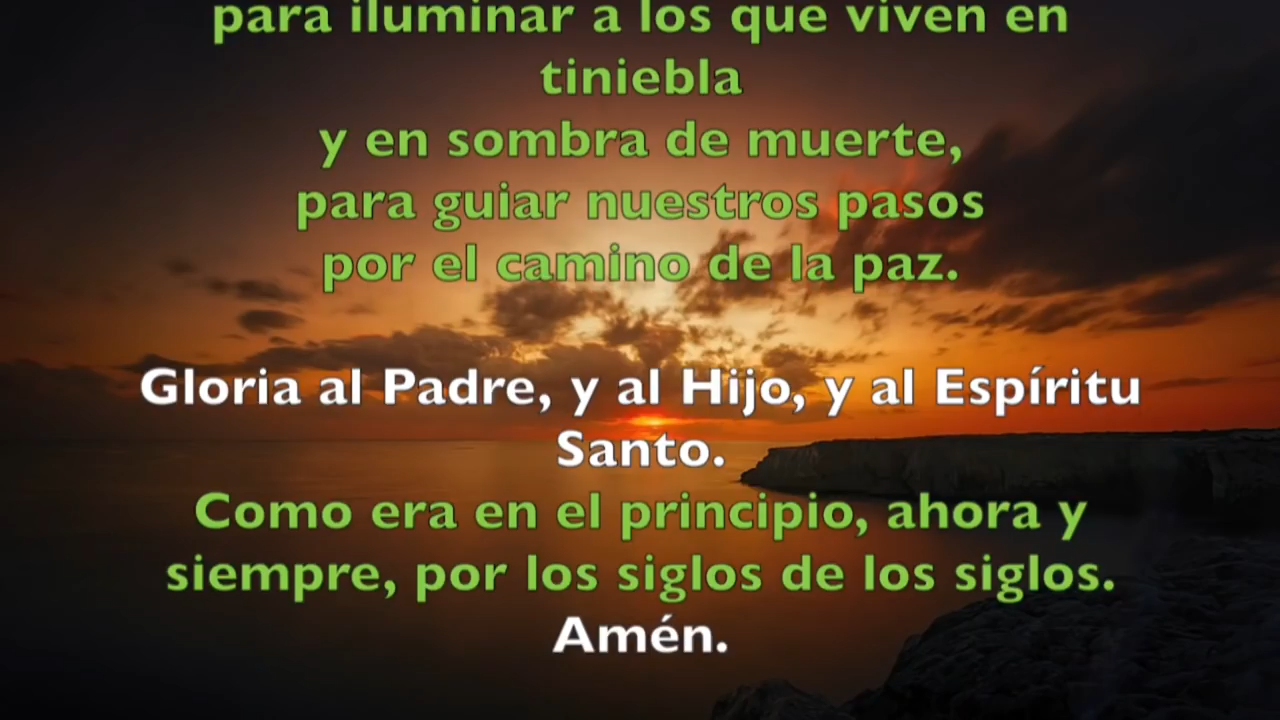 para iluminar a los que viven en
tiniebla
y en sombra de muerte,
para guiar nuestros pasos
por el camino de la paz.
Gloria al Padre, y al Hijo, y al Espíritu
Santo.
Como era en el principio, ahora y
siempre, por los siglos de los siglos.
Amén.